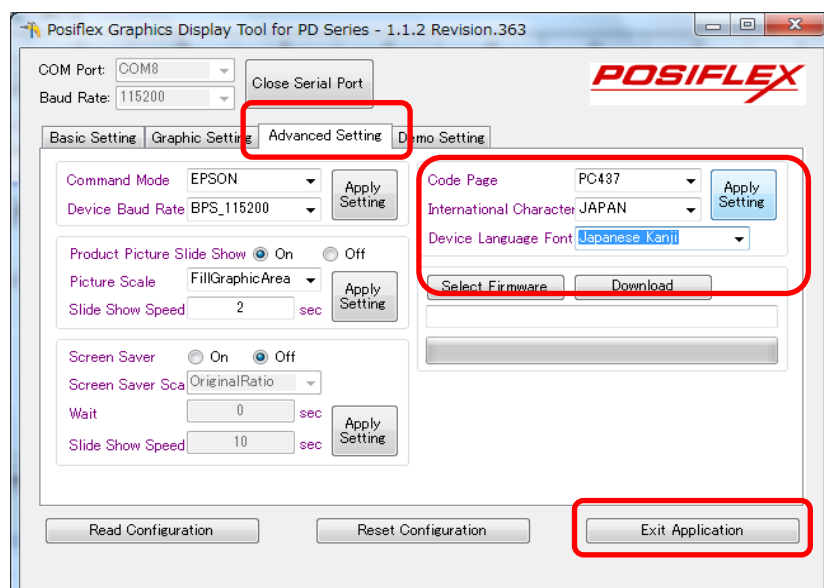 Posiflex Graphics Display Tool for PD Series - 1.1.2 Revision.363
COM Port: COM8
Baud Rate: 115200
Close Serial Port
POSIFLEX
Basic Setting Graphic Setting Advanced Setting Demo Setting
Command Mode EPSON
Device Baud Rate BPS_115200
Apply Setting
Code Page PC437
International Character JAPAN
Device Language Font Japanese Kanji
Apply Setting
Product Picture Slide Show On Off
Picture Scale FillGraphicArea
Slide Show Speed 2 sec
Apply Setting
Select Firmware Download
Screen Saver On Off
Screen Saver Sca OriginalRatio
Wait 0 sec
Slide Show Speed 10 sec
Apply Setting
Read Configuration Reset Configuration Exit Application